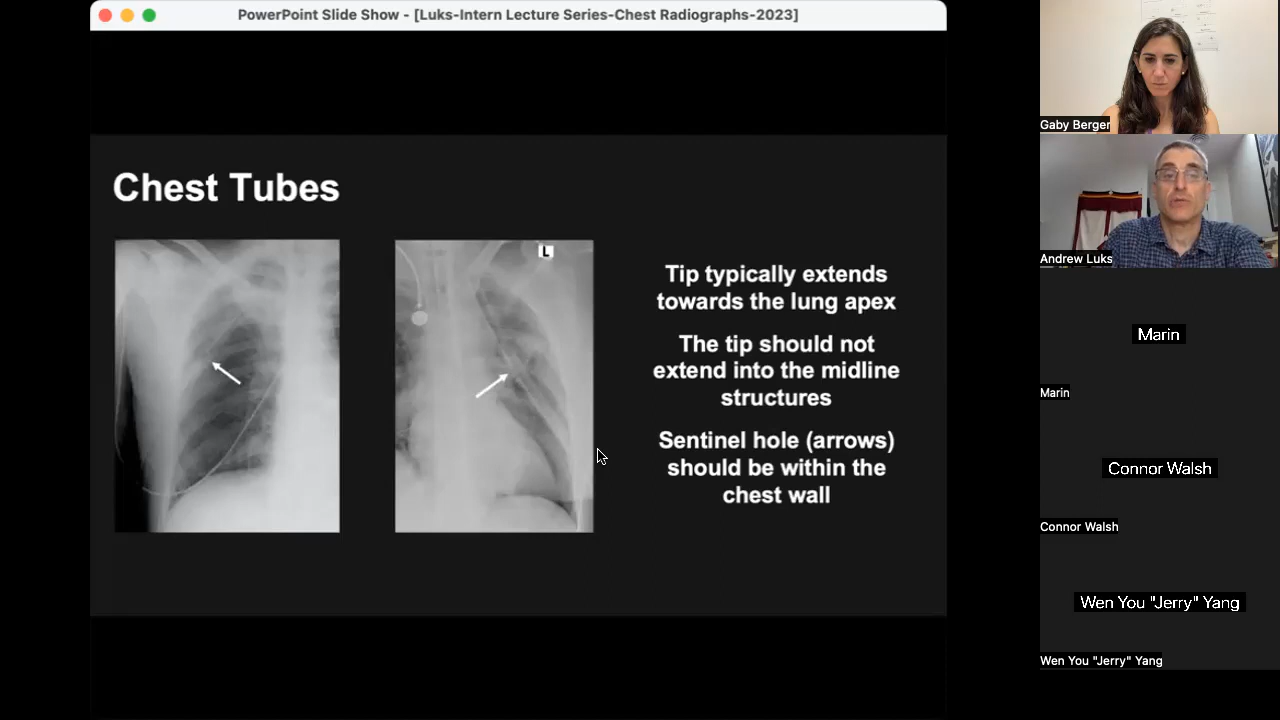 PowerPoint Slide Show - [Luks-Intern Lecture Series-Chest Radiographs-2023]
Chest Tubes
L
Tip typically extends
towards the lung apex
The tip should not
extend into the midline
structures
Sentinel hole (arrows)
should be within the
chest wall
Gaby Berger
Andrew Luks
Marin
Marin
Connor Walsh
Connor Walsh
Wen You "Jerry" Yang
Wen You "Jerry" Yang